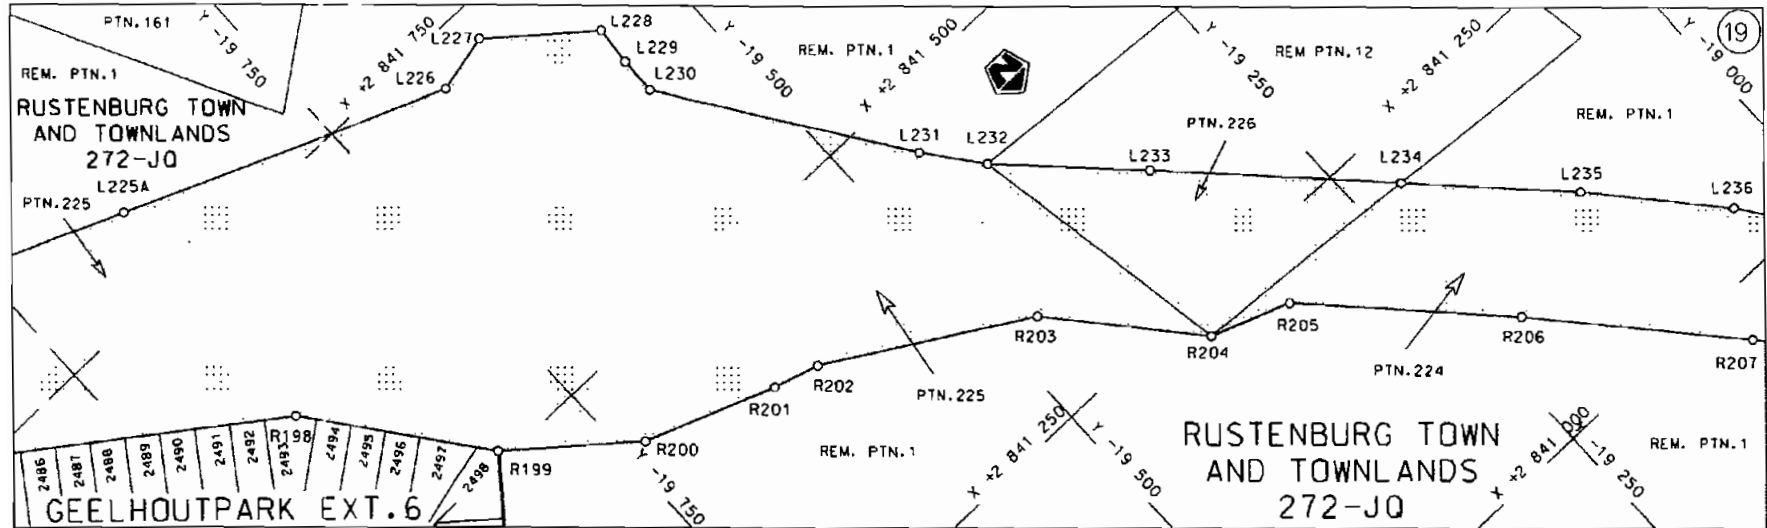 PTN.161
Y -19 750
X +2 841 750
L227
L228
L229
L226
L230
REM. PTN.1
RUSTENBURG TOWN
AND TOWNLANDS
272-JQ
L225A
PTN.225
Y -19 500
REM. PTN.1
X +2 841 500
L231
L232
Y -19 250
REM PTN.12
X +2 841 250
PTN.226
L233
L234
REM. PTN.1
Y -19 000
19
L235
L236
R198
R199
R200
R201
R202
R203
R204
R205
R206
R207
PTN.225
PTN.224
2486
2487
2488
2489
2490
2491
2492
2493
2494
2495
2496
2497
2498
GEELHOUTPARK EXT.6
Y -19 750
REM. PTN.1
X +2 841 250
Y -19 500
RUSTENBURG TOWN
AND TOWNLANDS
272-JQ
X +2 841 000
Y -19 250
REM. PTN.1